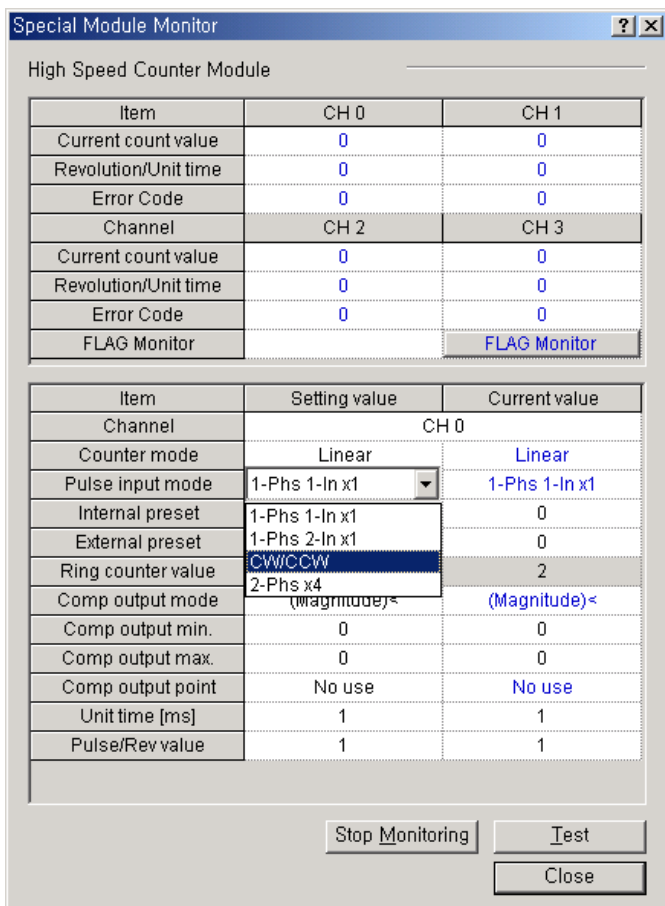 Special Module Monitor ? X
High Speed Counter Module
Item CH 0 CH 1
Current count value 0 0
Revolution/Unit time 0 0
Error Code 0 0
Channel CH 2 CH 3
Current count value 0 0
Revolution/Unit time 0 0
Error Code 0 0
FLAG Monitor FLAG Monitor
Item Setting value Current value
Channel CH 0
Counter mode Linear Linear
Pulse input mode 1-Phs 1-In x1 1-Phs 1-In x1
Internal preset 1-Phs 1-In x1 0
External preset 1-Phs 2-In x1 0
Ring counter value CW/CCW 2
2-Phs x4
Comp output mode (Magnitude)< (Magnitude)<
Comp output min. 0 0
Comp output max. 0 0
Comp output point No use No use
Unit time [ms] 1 1
Pulse/Rev value 1 1
Stop Monitoring Test
Close